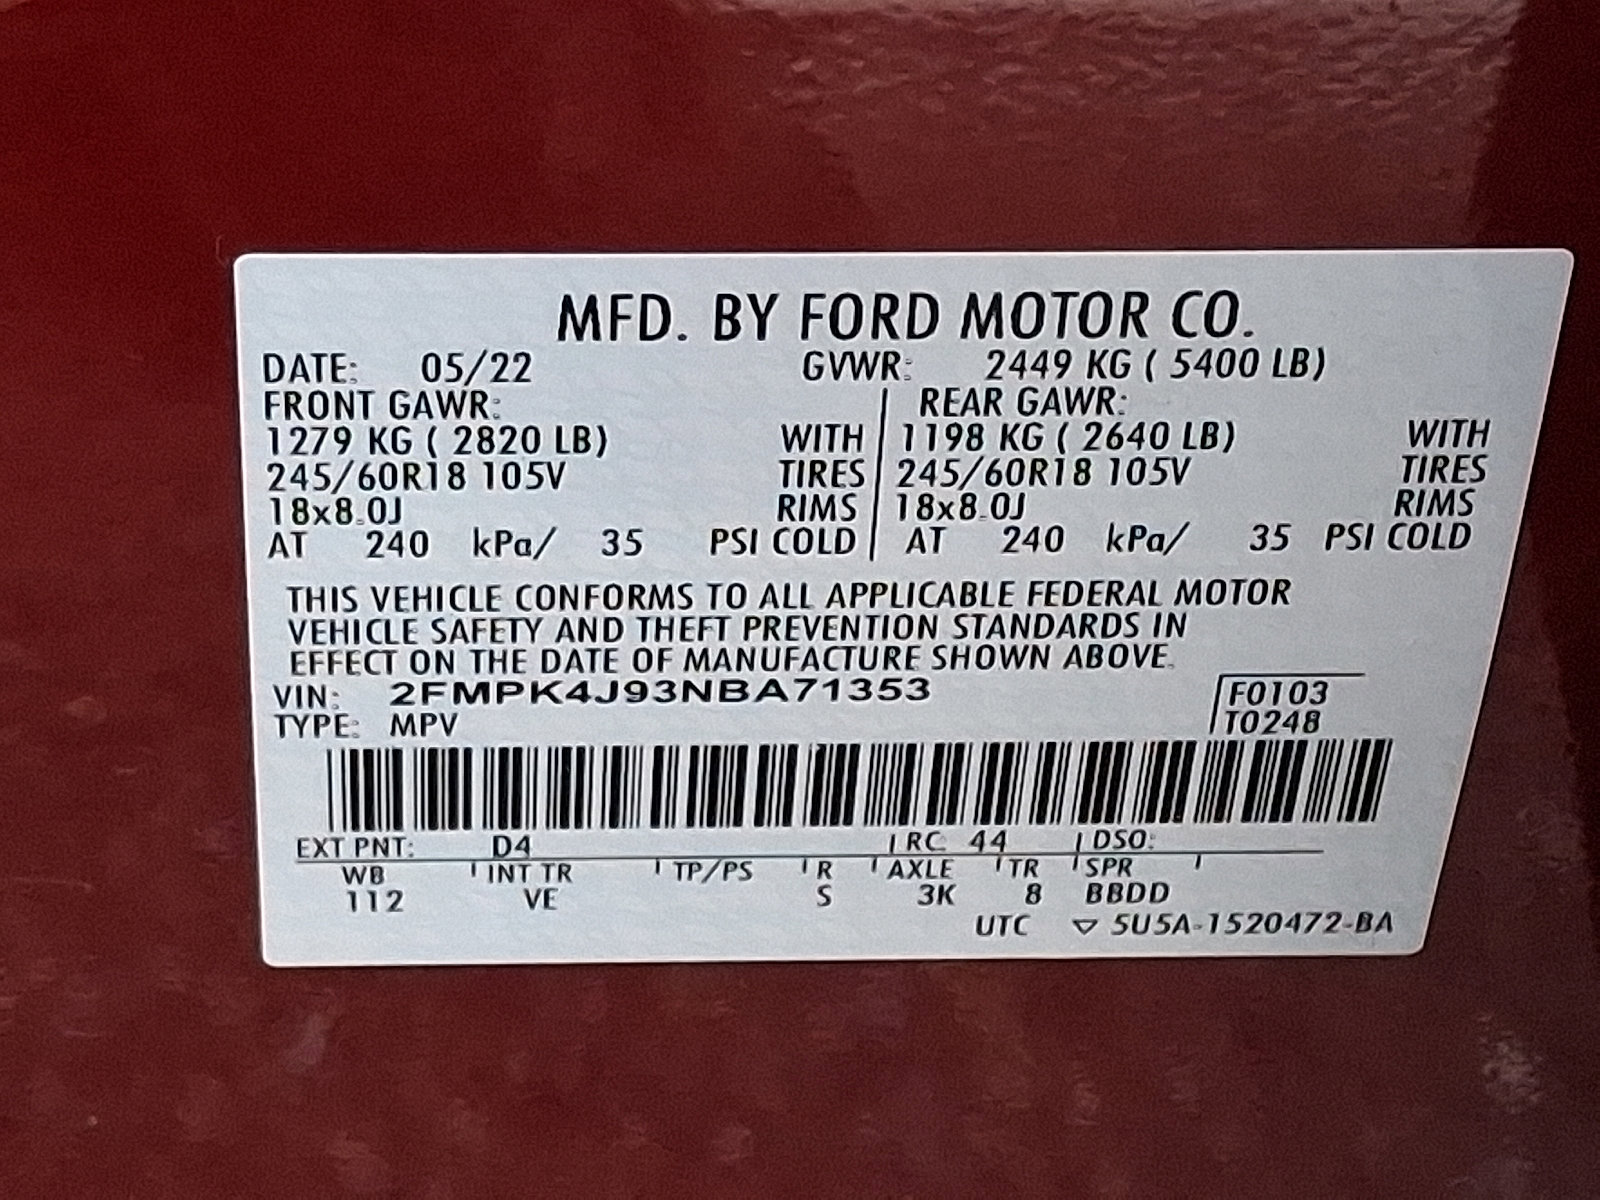 MFD. BY FORD MOTOR CO.
DATE: 05/22 GVWR: 2449 KG ( 5400 LB)
FRONT GAWR: REAR GAWR:
1279 KG ( 2820 LB) WITH 1198 KG ( 2640 LB) WITH
245/60R18 105V TIRES 245/60R18 105V TIRES
18x8.0J RIMS 18x8.0J RIMS
AT 240 kPa/ 35 PSI COLD AT 240 kPa/ 35 PSI COLD
THIS VEHICLE CONFORMS TO ALL APPLICABLE FEDERAL MOTOR
VEHICLE SAFETY AND THEFT PREVENTION STANDARDS IN
EFFECT ON THE DATE OF MANUFACTURE SHOWN ABOVE.
VIN: 2FMPK4J93NBA71353 F0103
TYPE: MPV T0248
EXT PNT: D4 RC 44 DSO:
WB INT TR TP/PS R AXLE TR SPR
112 VE S 3K 8 BBDD
UTC ▽ 5U5A-1520472-BA